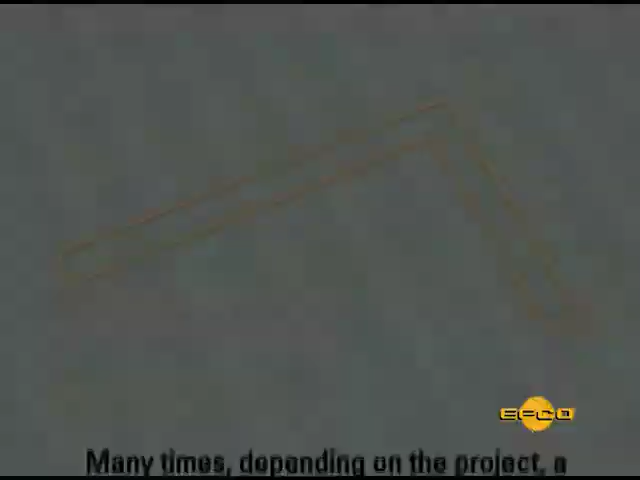 EFCO
Many times, depending on the project, a